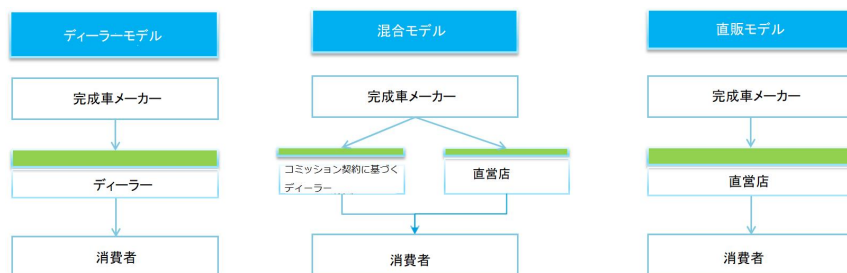 ディーラーモデル
完成車メーカー
ディーラー
消費者
混合モデル
完成車メーカー
コミッション契約に基づく
ディーラー
直営店
消費者
直販モデル
完成車メーカー
直営店
消費者